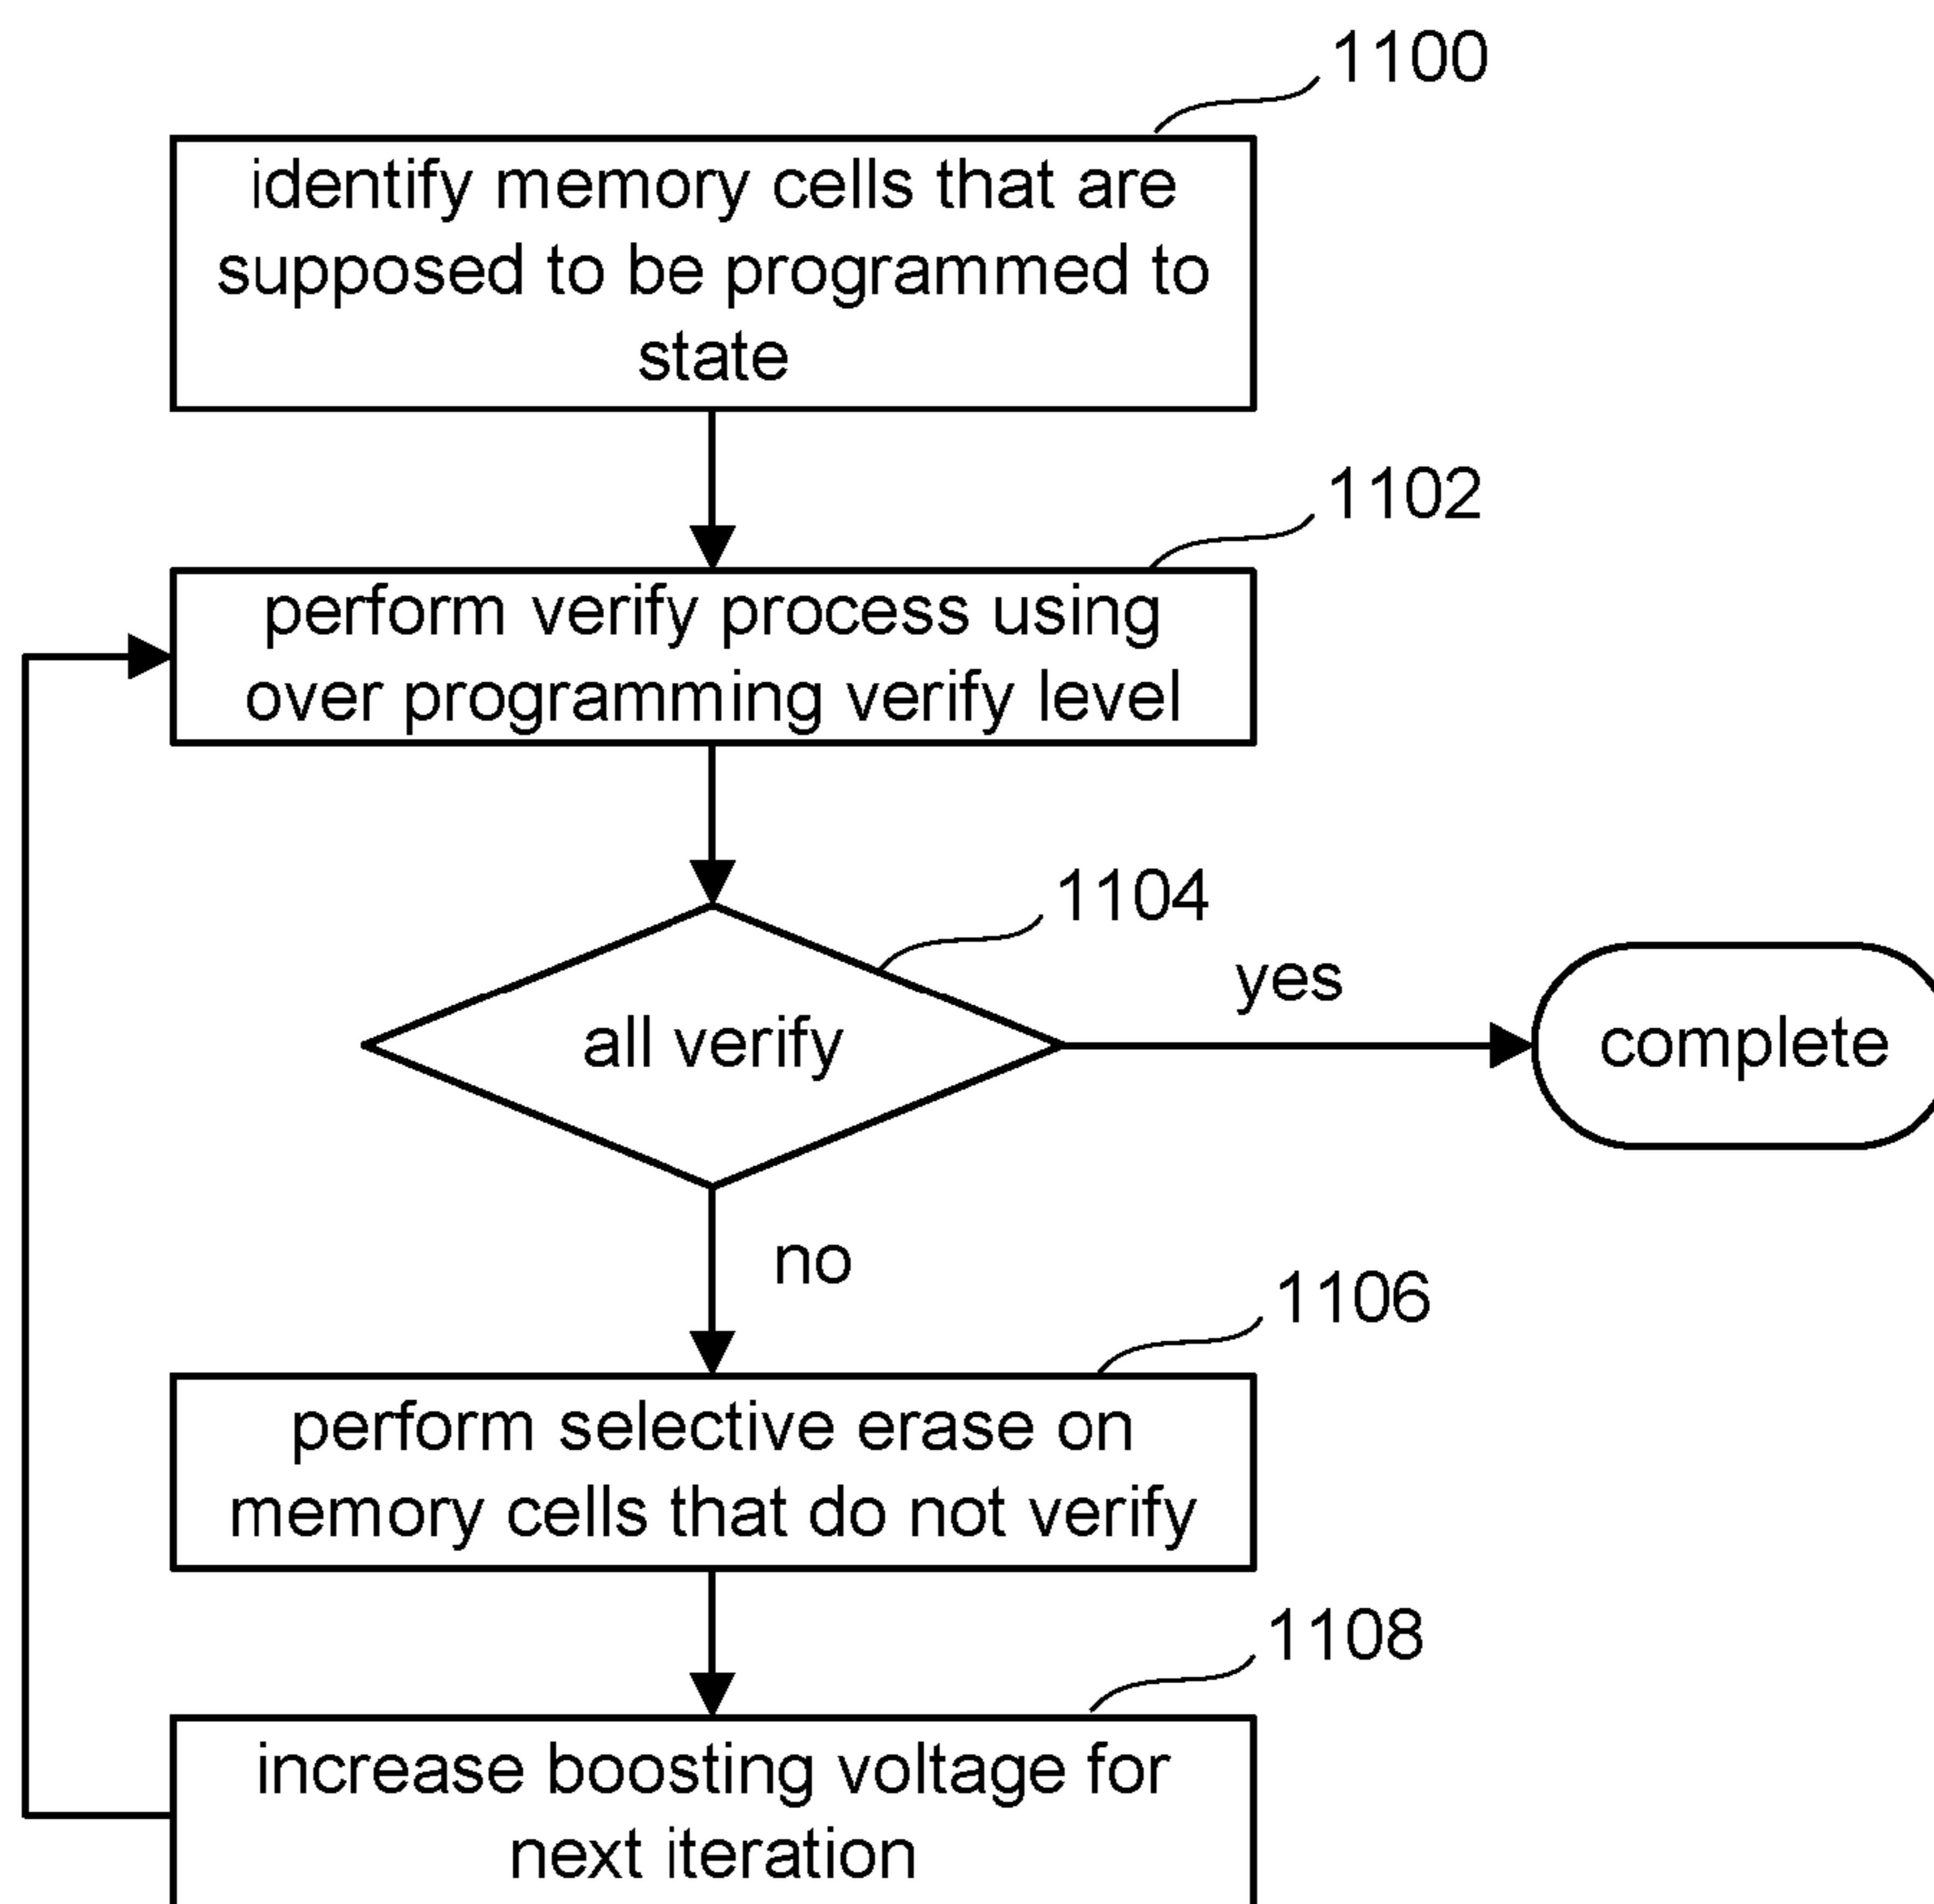 1100
identify memory cells that are
supposed to be programmed to
state
1102
perform verify process using
over programming verify level
1104
all verify
yes
complete
no
1106
perform selective erase on
memory cells that do not verify
1108
increase boosting voltage for
next iteration